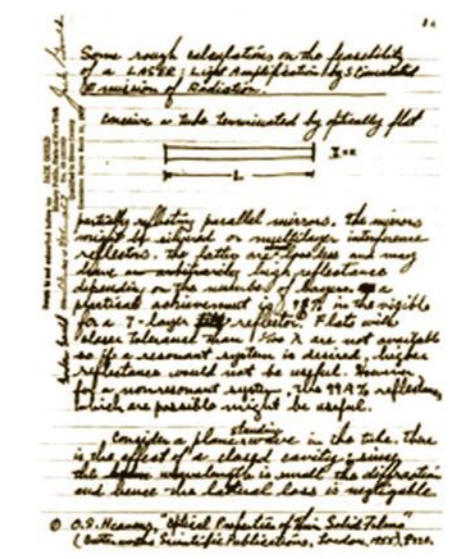 Some rough calculations on the feasibility
of a LASER: Light Amplification by Stimulated
Emission of Radiation.
conceive a tube terminated by optically flat
L
partially reflecting parallel mirrors. The mirrors
might be silvered or multilayer interference
reflectors. The latter are loss less and may
have an arbitrarily high reflectance
depending on the number of layers. a
practical achievement is 98% in the visible
for a 7-layer reflector. Flats with
closer tolerance than λ are not available
so if a resonant system is desired, higher
reflectance would not be useful. However
for a nonresonant system, the 99.9% reflectors
which are possible might be useful.
Consider a plane standing wave in the tube. There
is the effect of a closed cavity; since
the wavelength is small the diffraction
and hence the lateral loss is negligable
O.S. Heavens, "Optical Properties of Thin Solid Films"
(Butterworths Scientific Publications, London, 1955)
JACK GOULD